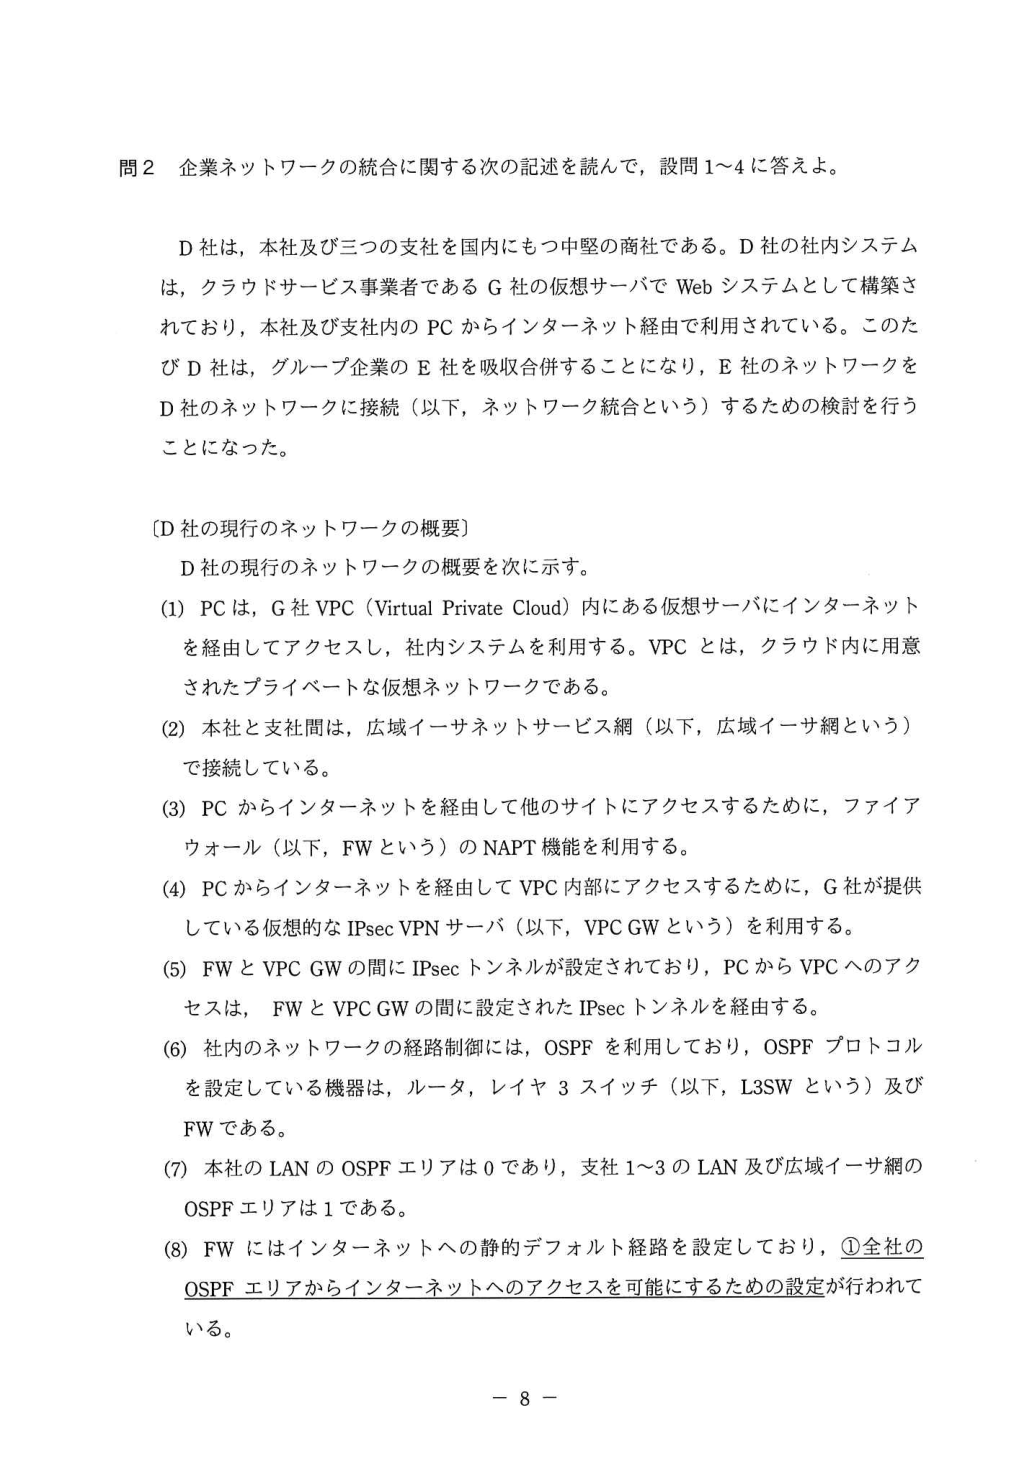 問2　企業ネットワークの統合に関する次の記述を読んで，設問1～4に答えよ。
D社は，本社及び三つの支社を国内にもつ中堅の商社である。D社の社内システム
は，クラウドサービス事業者であるG社の仮想サーバでWebシステムとして構築さ
れており，本社及び支社内のPCからインターネット経由で利用されている。このた
びD社は，グループ企業のE社を吸収合併することになり，E社のネットワークを
D社のネットワークに接続（以下，ネットワーク統合という）するための検討を行う
ことになった。
〔D社の現行のネットワークの概要〕
D社の現行のネットワークの概要を次に示す。
(1) PCは，G社VPC（Virtual Private Cloud）内にある仮想サーバにインターネット
を経由してアクセスし，社内システムを利用する。VPCとは，クラウド内に用意
されたプライベートな仮想ネットワークである。
(2) 本社と支社間は，広域イーサネットサービス網（以下，広域イーサ網という）
で接続している。
(3) PCからインターネットを経由して他のサイトにアクセスするために，ファイア
ウォール（以下，FWという）のNAPT機能を利用する。
(4) PCからインターネットを経由してVPC内部にアクセスするために，G社が提供
している仮想的なIPsec VPNサーバ（以下，VPC GWという）を利用する。
(5) FWとVPC GWの間にIPsecトンネルが設定されており，PCからVPCへのアク
セスは， FWとVPC GWの間に設定されたIPsecトンネルを経由する。
(6) 社内のネットワークの経路制御には，OSPFを利用しており，OSPFプロトコル
を設定している機器は，ルータ，レイヤ3スイッチ（以下，L3SWという）及び
FWである。
(7) 本社のLANのOSPFエリアは0であり，支社1～3のLAN及び広域イーサ網の
OSPFエリアは1である。
(8) FWにはインターネットへの静的デフォルト経路を設定しており，①全社の
OSPFエリアからインターネットへのアクセスを可能にするための設定が行われて
いる。
－ 8 －